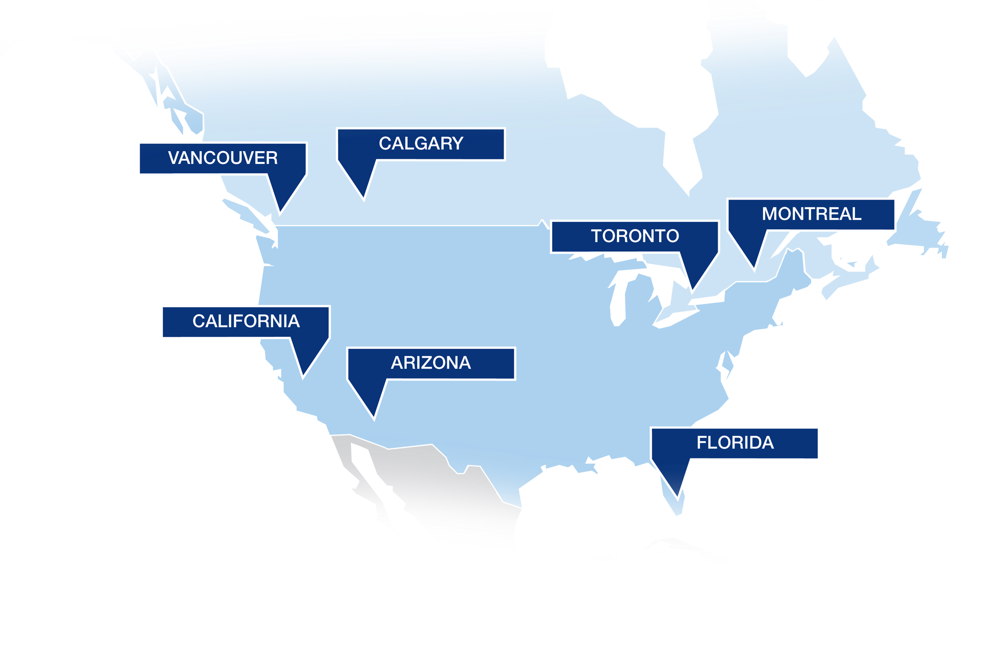 CALGARY
VANCOUVER
MONTREAL
TORONTO
CALIFORNIA
ARIZONA
FLORIDA